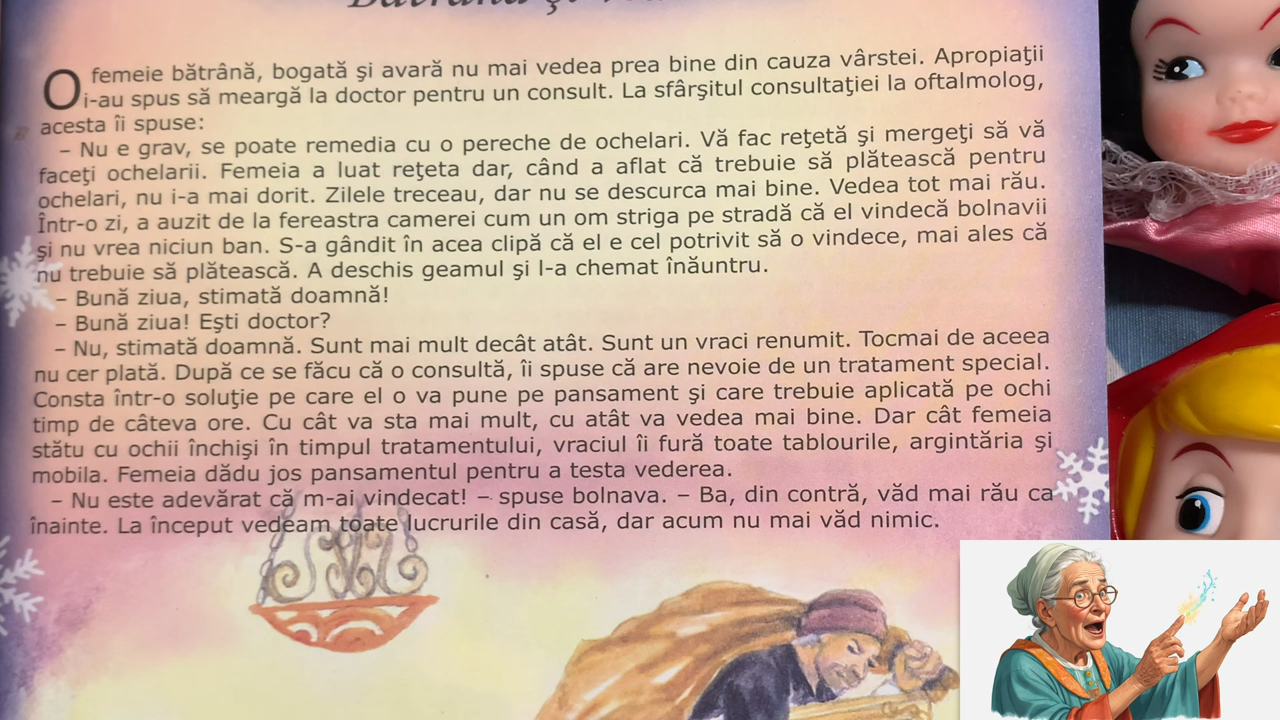 Bătrâna şi
O femeie bătrână, bogată şi avară nu mai vedea prea bine din cauza vârstei. Apropiaţii
i-au spus să meargă la doctor pentru un consult. La sfârşitul consultaţiei la oftalmolog,
acesta îi spuse:
– Nu e grav, se poate remedia cu o pereche de ochelari. Vă fac reţetă şi mergeţi să vă
faceţi ochelarii. Femeia a luat reţeta dar, când a aflat că trebuie să plătească pentru
ochelari, nu i-a mai dorit. Zilele treceau, dar nu se descurca mai bine. Vedea tot mai rău.
Într-o zi, a auzit de la fereastra camerei cum un om striga pe stradă că el vindecă bolnavii
şi nu vrea niciun ban. S-a gândit în acea clipă că el e cel potrivit să o vindece, mai ales că
nu trebuie să plătească. A deschis geamul şi l-a chemat înăuntru.
– Bună ziua, stimată doamnă!
– Bună ziua! Eşti doctor?
– Nu, stimată doamnă. Sunt mai mult decât atât. Sunt un vraci renumit. Tocmai de aceea
nu cer plată. După ce se făcu că o consultă, îi spuse că are nevoie de un tratament special.
Consta într-o soluţie pe care el o va pune pe pansament şi care trebuie aplicată pe ochi
timp de câteva ore. Cu cât va sta mai mult, cu atât va vedea mai bine. Dar cât femeia
stătu cu ochii închişi în timpul tratamentului, vraciul îi fură toate tablourile, argintăria şi
mobila. Femeia dădu jos pansamentul pentru a testa vederea.
– Nu este adevărat că m-ai vindecat! – spuse bolnava. – Ba, din contră, văd mai rău ca
înainte. La început vedeam toate lucrurile din casă, dar acum nu mai văd nimic.